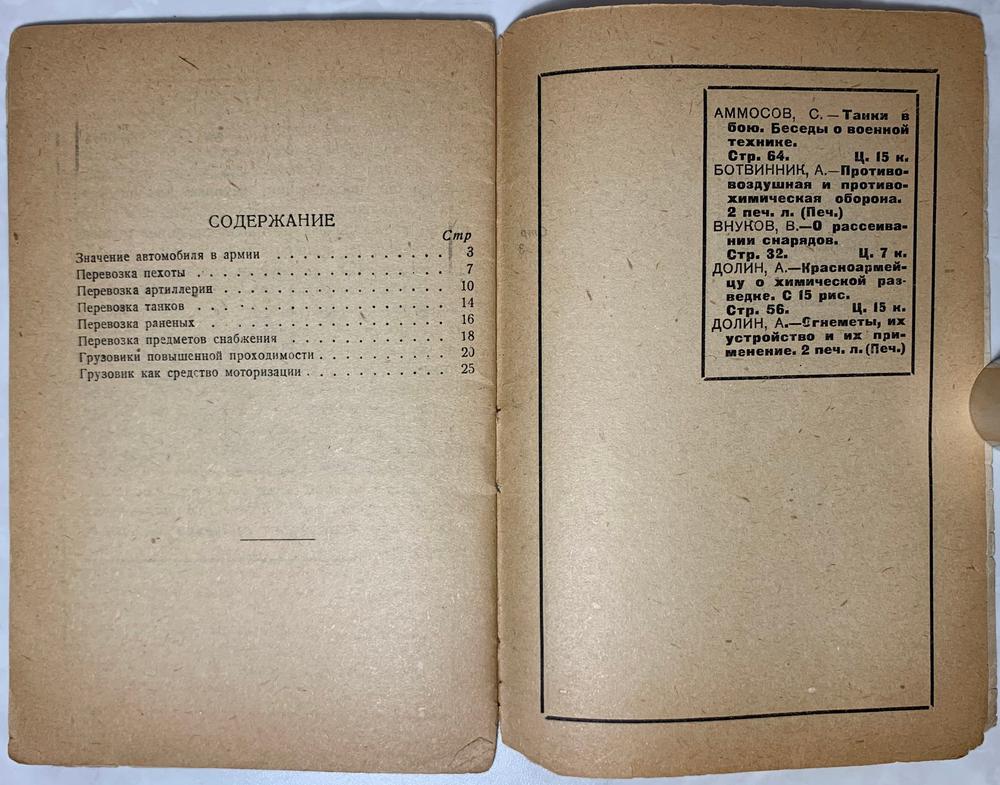 СОДЕРЖАНИЕ
Стр
Значение автомобиля в армии . . . . . . . . . . . 3
Перевозка пехоты . . . . . . . . . . . . . . . . 7
Перевозка артиллерии . . . . . . . . . . . . . . 10
Перевозка танков . . . . . . . . . . . . . . . . 14
Перевозка раненых . . . . . . . . . . . . . . . 16
Перевозка предметов снабжения . . . . . . . . . . 18
Грузовики повышенной проходимости . . . . . . . . 20
Грузовик как средство моторизации . . . . . . . . . 25
АММОСОВ, С. — Танки в
бою. Беседы о военной
технике.
Стр. 64. Ц. 15 к.
БОТВИННИК, А.—Противо-
воздушная и противо-
химическая оборона.
2 печ. л. (Печ.)
ВНУКОВ, В.—О рассеива-
нии снарядов.
Стр. 32. Ц. 7 к.
ДОЛИН, А.—Красноармей-
цу о химической раз-
ведке. С 15 рис.
Стр. 56. Ц. 15 к.
ДОЛИН, А.—Огнеметы, их
устройство и их при-
менение. 2 печ. л. (Печ.)